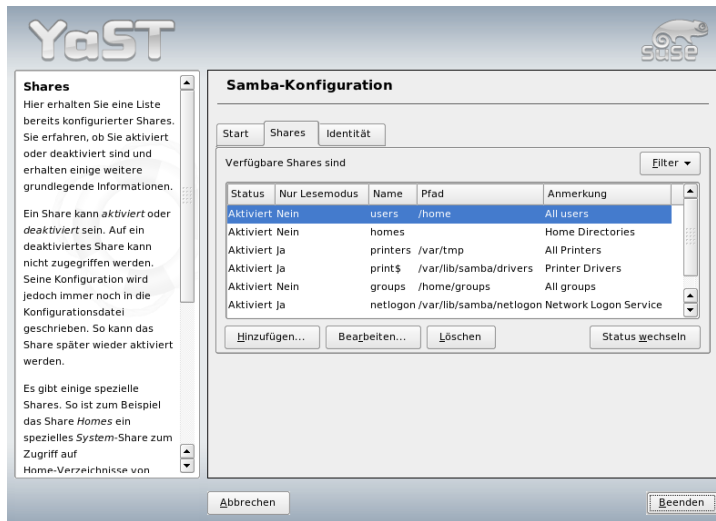 YaST
SUSE
Shares
Hier erhalten Sie eine Liste
bereits konfigurierter Shares.
Sie erfahren, ob Sie aktiviert
oder deaktiviert sind und
erhalten einige weitere
grundlegende Informationen.
Ein Share kann aktiviert oder
deaktiviert sein. Auf ein
deaktiviertes Share kann
nicht zugegriffen werden.
Seine Konfiguration wird
jedoch immer noch in die
Konfigurationsdatei
geschrieben. So kann das
Share später wieder aktiviert
werden.
Es gibt einige spezielle
Shares. So ist zum Beispiel
das Share Homes ein
spezielles System-Share zum
Zugriff auf
Home-Verzeichnisse von
Samba-Konfiguration
Start Shares Identität
Verfügbare Shares sind Filter
Status Nur Lesemodus Name Pfad Anmerkung
Aktiviert Nein users /home All users
Aktiviert Nein homes Home Directories
Aktiviert Ja printers /var/tmp All Printers
Aktiviert Ja print$ /var/lib/samba/drivers Printer Drivers
Aktiviert Nein groups /home/groups All groups
Aktiviert Ja netlogon /var/lib/samba/netlogon Network Logon Service
Hinzufügen... Bearbeiten... Löschen Status wechseln
Abbrechen Beenden